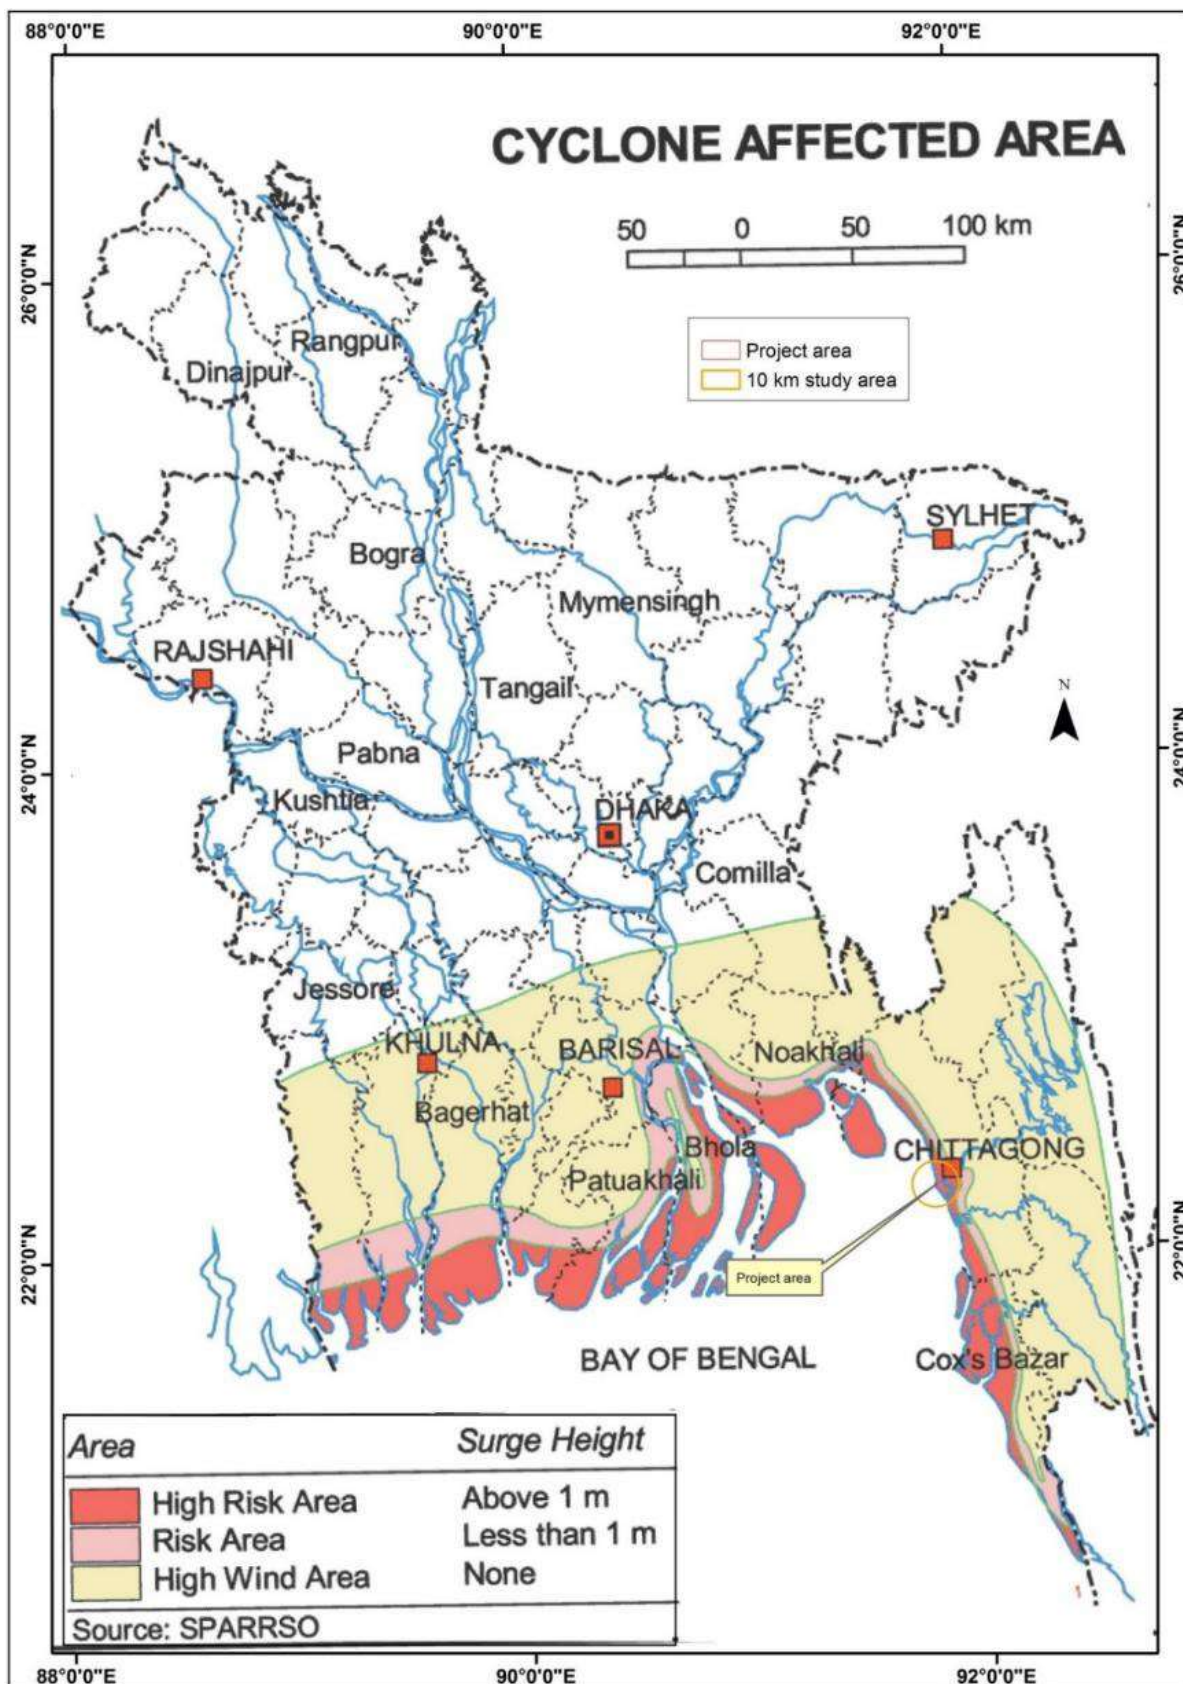 88°0'0"E 90°0'0"E 92°0'0"E
CYCLONE AFFECTED AREA
50 0 50 100 km
26°0'0"N
26°0'0"N
Project area
10 km study area
Rangpur
Dinajpur
SYLHET
Bogra
Mymensingh
RAJSHAHI
Tangail
N
Pabna
24°0'0"N
24°0'0"N
Kushtia
DHAKA
Comilla
Jessore
KHULNA
BARISAL
Noakhali
Bagerhat
Bhola
CHITTAGONG
Patuakhali
22°0'0"N
22°0'0"N
Project area
BAY OF BENGAL
Cox's Bazar
Area Surge Height
High Risk Area Above 1 m
Risk Area Less than 1 m
High Wind Area None
Source: SPARRSO
88°0'0"E 90°0'0"E 92°0'0"E